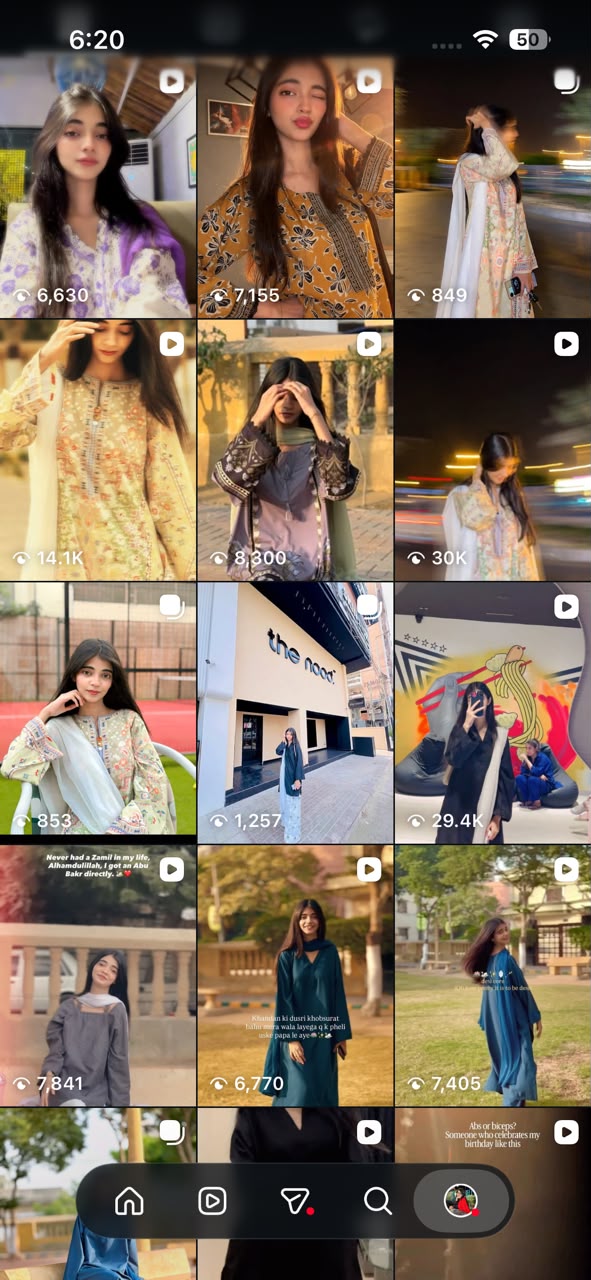 6:20
50
6,630
7,155
849
14.1K
8,300
30K
the nood
853
1,257
29.4K
Never had a Zamil in my life,
Alhamdulillah, I got an Abu
Bakr directly.
7,841
Khandan ki dusri khobsurat
bahu mera wala layega q k pheli
uske papa le aye
6,770
7,405
Abs or biceps?
Someone who celebrates my
birthday like this